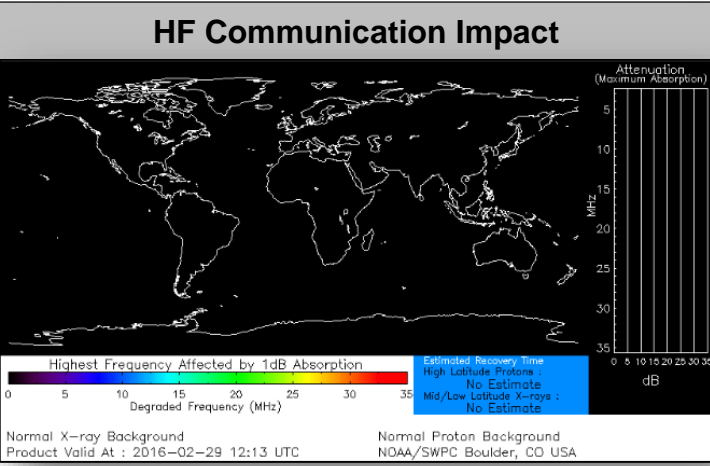 HF Communication Impact
Attenuation
(Maximum Absorption)
5
10
15
20
25
30
35
MHz
0 5 10 15 20 25 30 35
dB
Highest Frequency Affected by 1dB Absorption
0 5 10 15 20 25 30 35
Degraded Frequency (MHz)
Estimated Recovery Time
High Latitude Protons :
No Estimate
Mid/Low Latitude X-rays :
No Estimate
Normal X-ray Background
Normal Proton Background
Product Valid At : 2016-02-29 12:13 UTC
NOAA/SWPC Boulder, CO USA